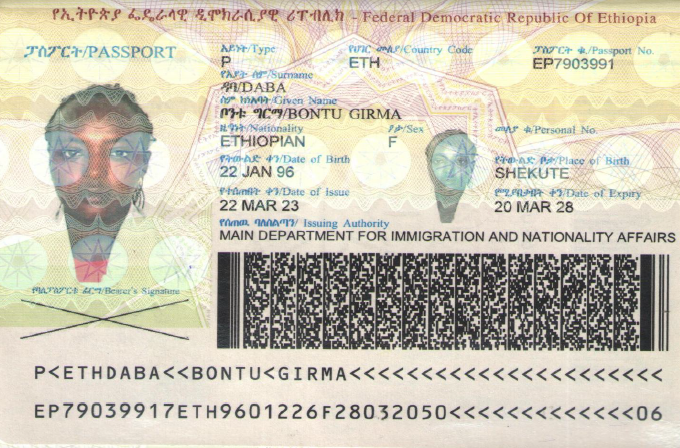 የኢትዮጵያ ፌዴራላዊ ዲሞክራሲያዊ ሪፐብሊክ - Federal Democratic Republic Of Ethiopia
ፓስፖርት/PASSPORT
አይነት/Type የሃገር መለያ/Country Code ፓስፖርት ቁ/Passport No.
P ETH EP7903991
የአያት ስም/Surname
ዳባ/DABA
ስም ከነአባት/Given Name
ቦንቱ ግርማ/BONTU GIRMA
ዜግነት/Nationality ፆታ/Sex መለያ ቁ/Personal No.
ETHIOPIAN F
የትውልድ ቀን/Date of Birth የትውልድ ቦታ/Place of Birth
22 JAN 96 SHEKUTE
የተሰጠበት ቀን/Date of Issue የሚያበቃበት ቀን/Date of Expiry
22 MAR 23 20 MAR 28
የሰጠው ባለስልጣን/ Issuing Authority
MAIN DEPARTMENT FOR IMMIGRATION AND NATIONALITY AFFAIRS
የባለፓስፖርቱ ፊርማ/Bearer's Signature
P<ETHDABA<<BONTU<GIRMA<<<<<<<<<<<<<<<<<<<<<<
EP79039917ETH9601226F28032050<<<<<<<<<<<<<06